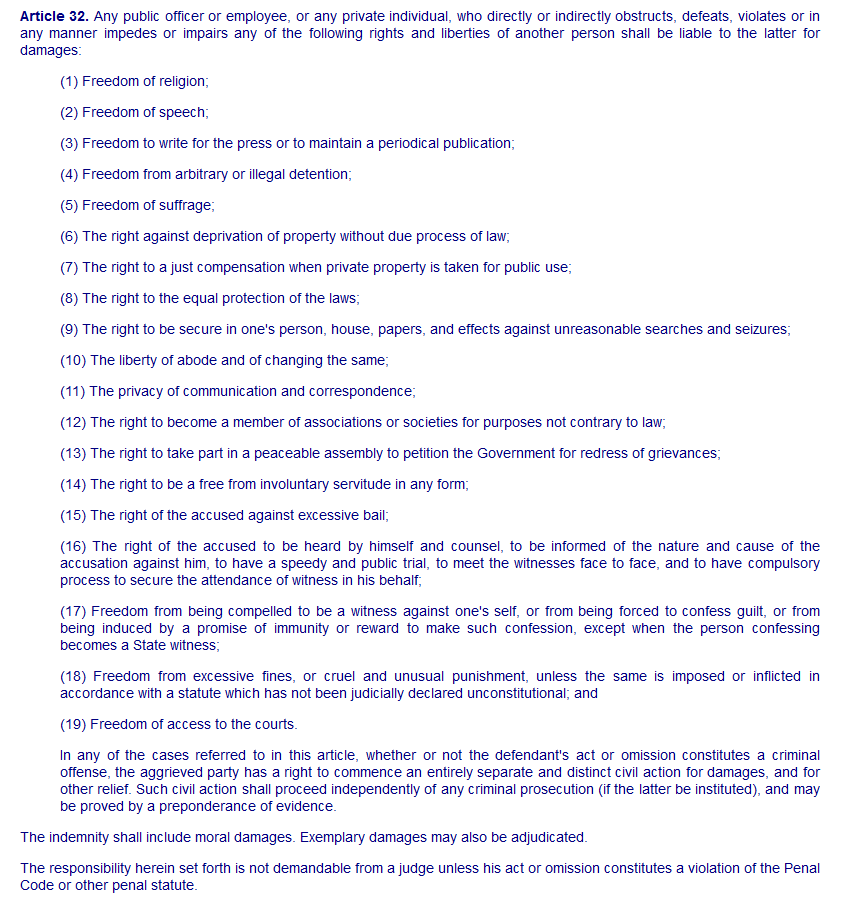 Article 32. Any public officer or employee, or any private individual, who directly or indirectly obstructs, defeats, violates or in
any manner impedes or impairs any of the following rights and liberties of another person shall be liable to the latter for
damages:
(1) Freedom of religion;
(2) Freedom of speech;
(3) Freedom to write for the press or to maintain a periodical publication;
(4) Freedom from arbitrary or illegal detention;
(5) Freedom of suffrage;
(6) The right against deprivation of property without due process of law;
(7) The right to a just compensation when private property is taken for public use;
(8) The right to the equal protection of the laws;
(9) The right to be secure in one's person, house, papers, and effects against unreasonable searches and seizures;
(10) The liberty of abode and of changing the same;
(11) The privacy of communication and correspondence;
(12) The right to become a member of associations or societies for purposes not contrary to law;
(13) The right to take part in a peaceable assembly to petition the Government for redress of grievances;
(14) The right to be a free from involuntary servitude in any form;
(15) The right of the accused against excessive bail;
(16) The right of the accused to be heard by himself and counsel, to be informed of the nature and cause of the
accusation against him, to have a speedy and public trial, to meet the witnesses face to face, and to have compulsory
process to secure the attendance of witness in his behalf;
(17) Freedom from being compelled to be a witness against one's self, or from being forced to confess guilt, or from
being induced by a promise of immunity or reward to make such confession, except when the person confessing
becomes a State witness;
(18) Freedom from excessive fines, or cruel and unusual punishment, unless the same is imposed or inflicted in
accordance with a statute which has not been judicially declared unconstitutional; and
(19) Freedom of access to the courts.
In any of the cases referred to in this article, whether or not the defendant's act or omission constitutes a criminal
offense, the aggrieved party has a right to commence an entirely separate and distinct civil action for damages, and for
other relief. Such civil action shall proceed independently of any criminal prosecution (if the latter be instituted), and may
be proved by a preponderance of evidence.
The indemnity shall include moral damages. Exemplary damages may also be adjudicated.
The responsibility herein set forth is not demandable from a judge unless his act or omission constitutes a violation of the Penal
Code or other penal statute.